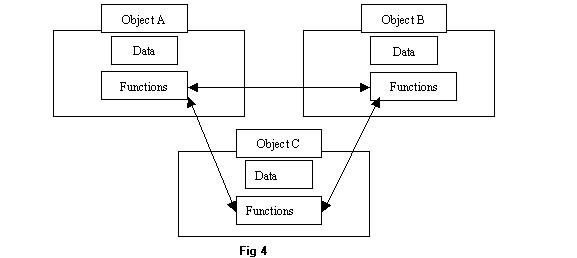 Object A
Object B
Data
Data
Functions
Functions
Object C
Data
Functions
Fig 4